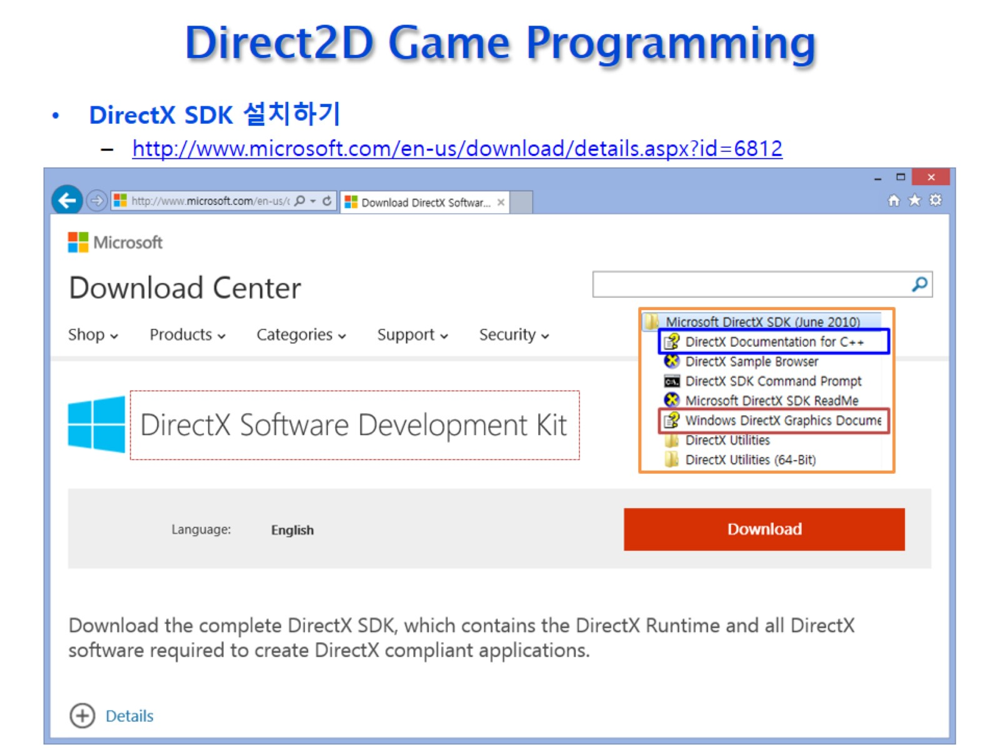 Direct2D Game Programming
• DirectX SDK 설치하기
– http://www.microsoft.com/en-us/download/details.aspx?id=6812
http://www.microsoft.com/en-us/
Download DirectX Softwar...
Microsoft
Download Center
Shop Products Categories Support Security
Microsoft DirectX SDK (June 2010)
DirectX Documentation for C++
DirectX Sample Browser
DirectX SDK Command Prompt
Microsoft DirectX SDK ReadMe
Windows DirectX Graphics Docume
DirectX Utilities
DirectX Utilities (64-Bit)
DirectX Software Development Kit
Language: English
Download
Download the complete DirectX SDK, which contains the DirectX Runtime and all DirectX
software required to create DirectX compliant applications.
Details